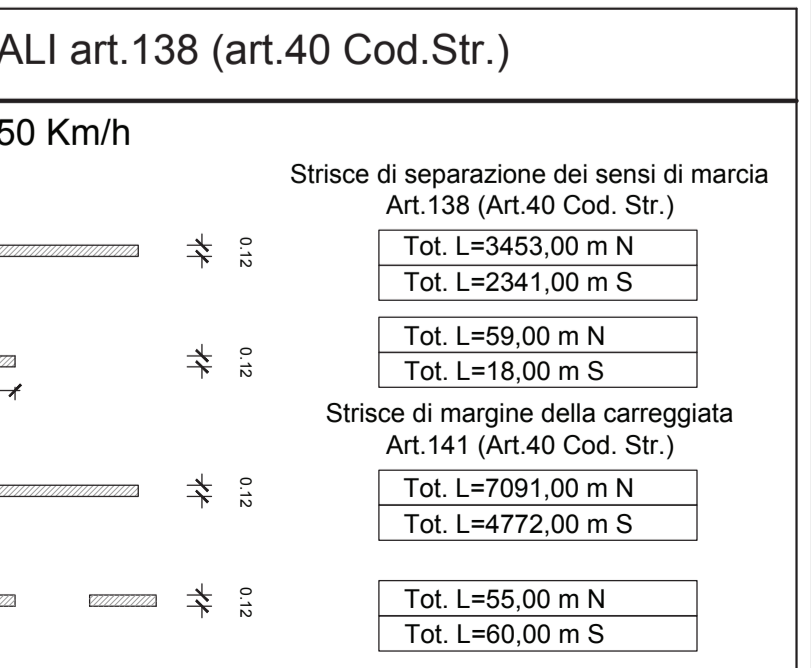 ALI art.138 (art.40 Cod.Str.)
50 Km/h
Strisce di separazione dei sensi di marcia
Art.138 (Art.40 Cod. Str.)
0.12
Tot. L=3453,00 m N
Tot. L=2341,00 m S
0.12
Tot. L=59,00 m N
Tot. L=18,00 m S
Strisce di margine della carreggiata
Art.141 (Art.40 Cod. Str.)
0.12
Tot. L=7091,00 m N
Tot. L=4772,00 m S
0.12
Tot. L=55,00 m N
Tot. L=60,00 m S